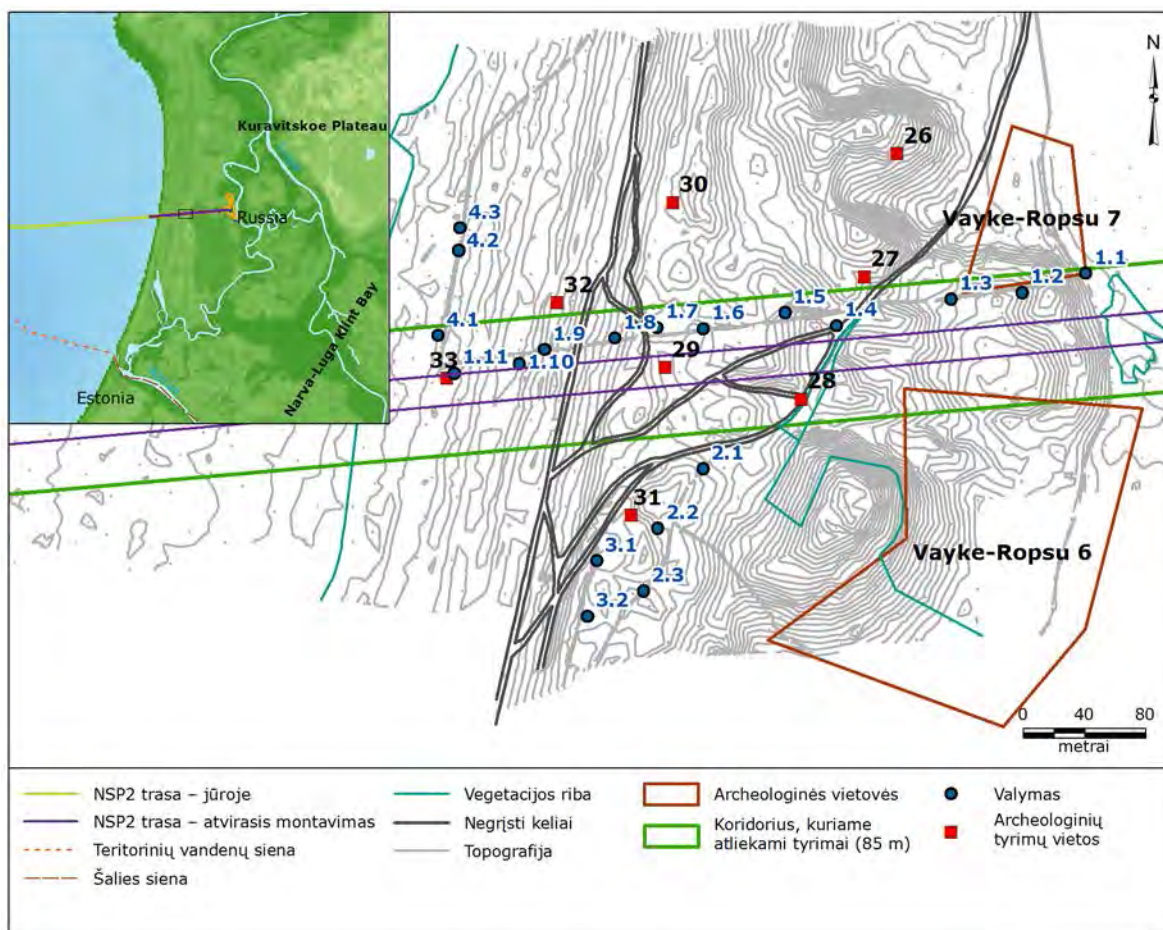 Kuravitskoe Plateau
Russia
Narva-Luga Klint Bay
Estonia
N
26
30
Vayke-Ropsu 7
4.3
4.2
27
1.1
1.2
1.3
32
1.5
1.4
1.7
1.6
1.8
1.9
4.1
1.10
1.11
33
29
28
2.1
31
2.2
3.1
2.3
3.2
Vayke-Ropsu 6
0 40 80
metrai
NSP2 trasa – jūroje
NSP2 trasa – atvirasis montavimas
Teritorinių vandenų siena
Šalies siena
Vegetacijos riba
Negrįsti keliai
Topografija
Archeologinės vietovės
Koridorius, kuriame
atliekami tyrimai (85 m)
Valymas
Archeologinių
tyrimų vietos